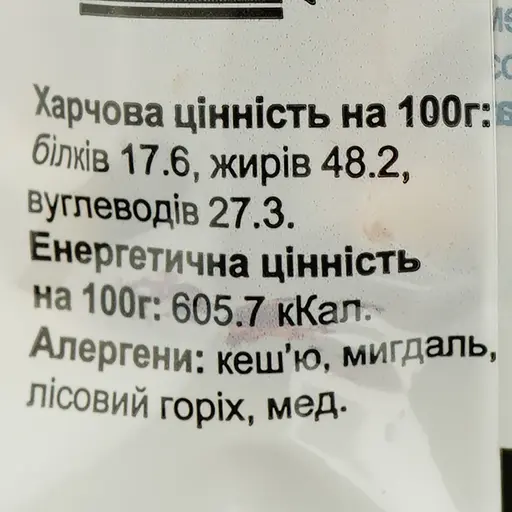 Харчова цінність на 100г:
білків 17.6, жирів 48.2,
вуглеводів 27.3.
Енергетична цінність
на 100г: 605.7 кКал.
Алергени: кеш'ю, мигдаль,
лісовий горіх, мед.